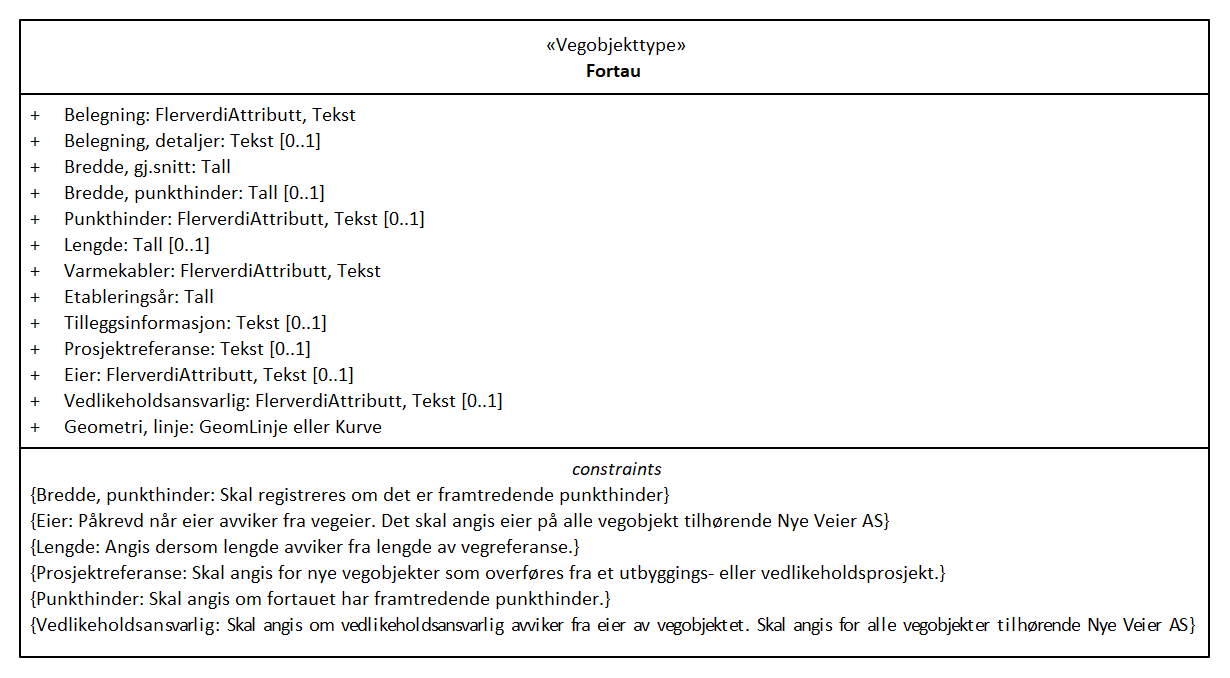 «Vegobjekttype»
Fortau
+ Belegning: FlerverdiAttributt, Tekst
+ Belegning, detaljer: Tekst [0..1]
+ Bredde, gj.snitt: Tall
+ Bredde, punkthinder: Tall [0..1]
+ Punkthinder: FlerverdiAttributt, Tekst [0..1]
+ Lengde: Tall [0..1]
+ Varmekabler: FlerverdiAttributt, Tekst
+ Etableringsår: Tall
+ Tilleggsinformasjon: Tekst [0..1]
+ Prosjektreferanse: Tekst [0..1]
+ Eier: FlerverdiAttributt, Tekst [0..1]
+ Vedlikeholdsansvarlig: FlerverdiAttributt, Tekst [0..1]
+ Geometri, linje: GeomLinje eller Kurve
constraints
{Bredde, punkthinder: Skal registreres om det er framtredende punkthinder}
{Eier: Påkrevd når eier avviker fra vegeier. Det skal angis eier på alle vegobjekt tilhørende Nye Veier AS}
{Lengde: Angis dersom lengde avviker fra lengde av vegreferanse.}
{Prosjektreferanse: Skal angis for nye vegobjekter som overføres fra et utbyggings- eller vedlikeholdsprosjekt.}
{Punkthinder: Skal angis om fortauet har framtredende punkthinder.}
{Vedlikeholdsansvarlig: Skal angis om vedlikeholdsansvarlig avviker fra eier av vegobjektet. Skal angis for alle vegobjekter tilhørende Nye Veier AS}